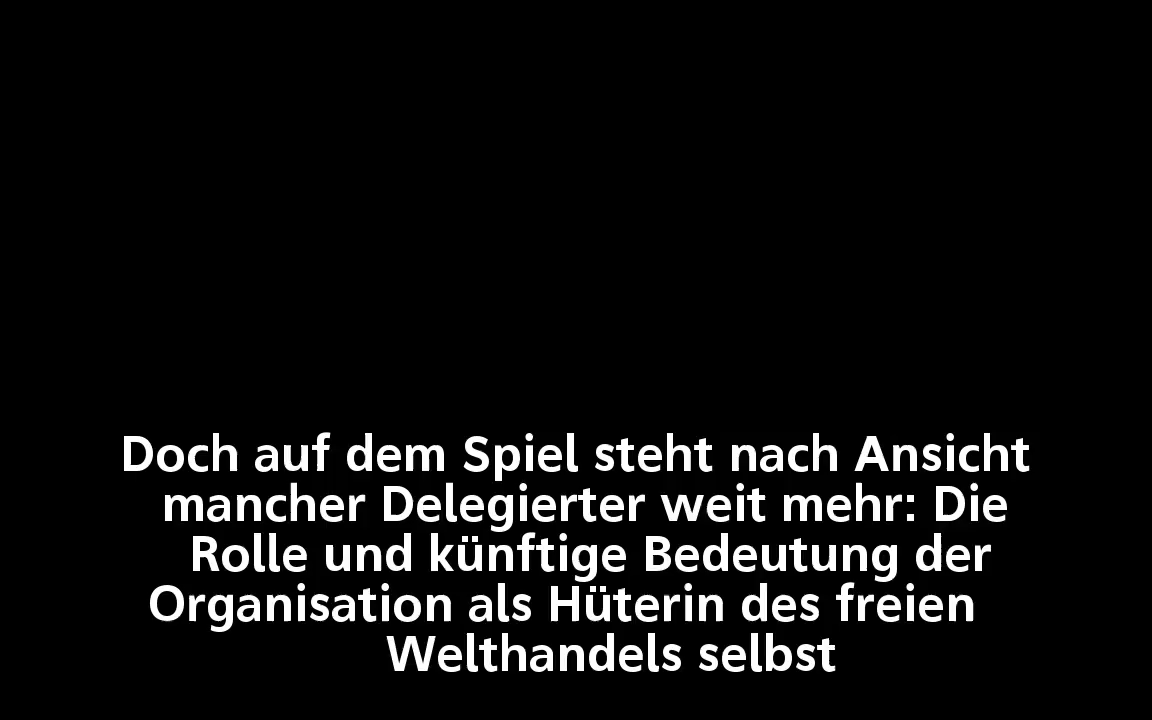 Doch auf dem Spiel steht nach Ansicht
mancher Delegierter weit mehr: Die
Rolle und künftige Bedeutung der
Organisation als Hüterin des freien
Welthandels selbst